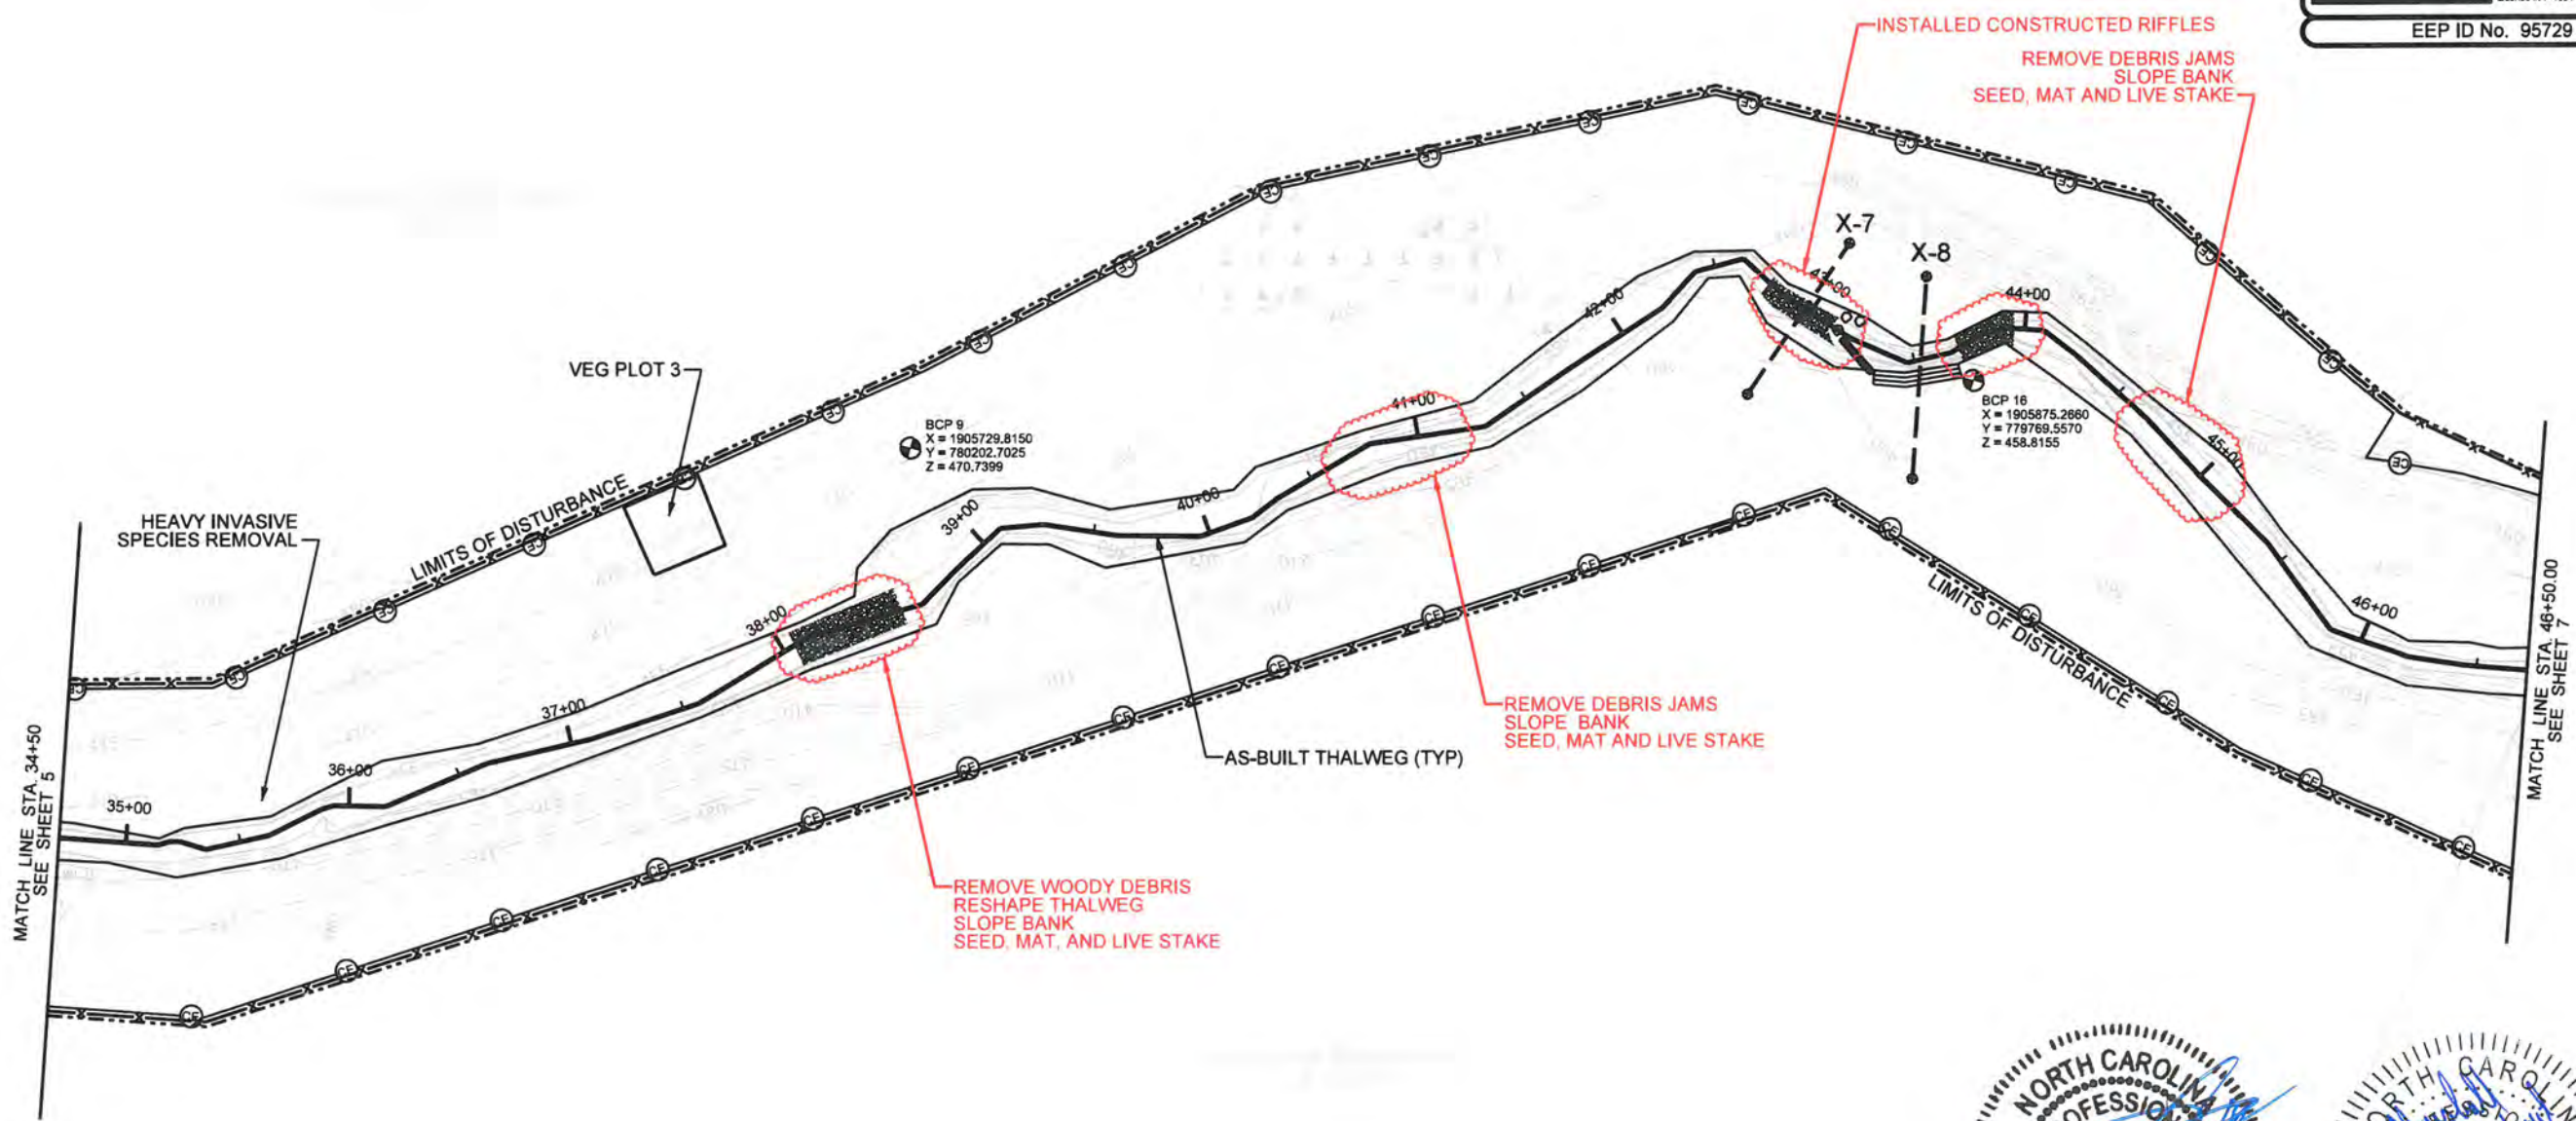 EEP ID No. 95729
INSTALLED CONSTRUCTED RIFFLES
REMOVE DEBRIS JAMS
SLOPE BANK
SEED, MAT AND LIVE STAKE
X-7
X-8
44+00
42+00
VEG PLOT 3
41+00
BCP 16
X = 1905875.2660
Y = 779769.5570
Z = 458.8155
BCP 9
X = 1905729.8150
Y = 780202.7025
Z = 470.7399
45+00
LIMITS OF DISTURBANCE
HEAVY INVASIVE
SPECIES REMOVAL
40+00
39+00
38+00
46+00
LIMITS OF DISTURBANCE
MATCH LINE STA. 46+50.00
SEE SHEET 7
37+00
REMOVE DEBRIS JAMS
SLOPE BANK
SEED, MAT AND LIVE STAKE
AS-BUILT THALWEG (TYP)
36+00
35+00
MATCH LINE STA. 34+50
SEE SHEET 5
REMOVE WOODY DEBRIS
RESHAPE THALWEG
SLOPE BANK
SEED, MAT, AND LIVE STAKE
NORTH CAROLINA